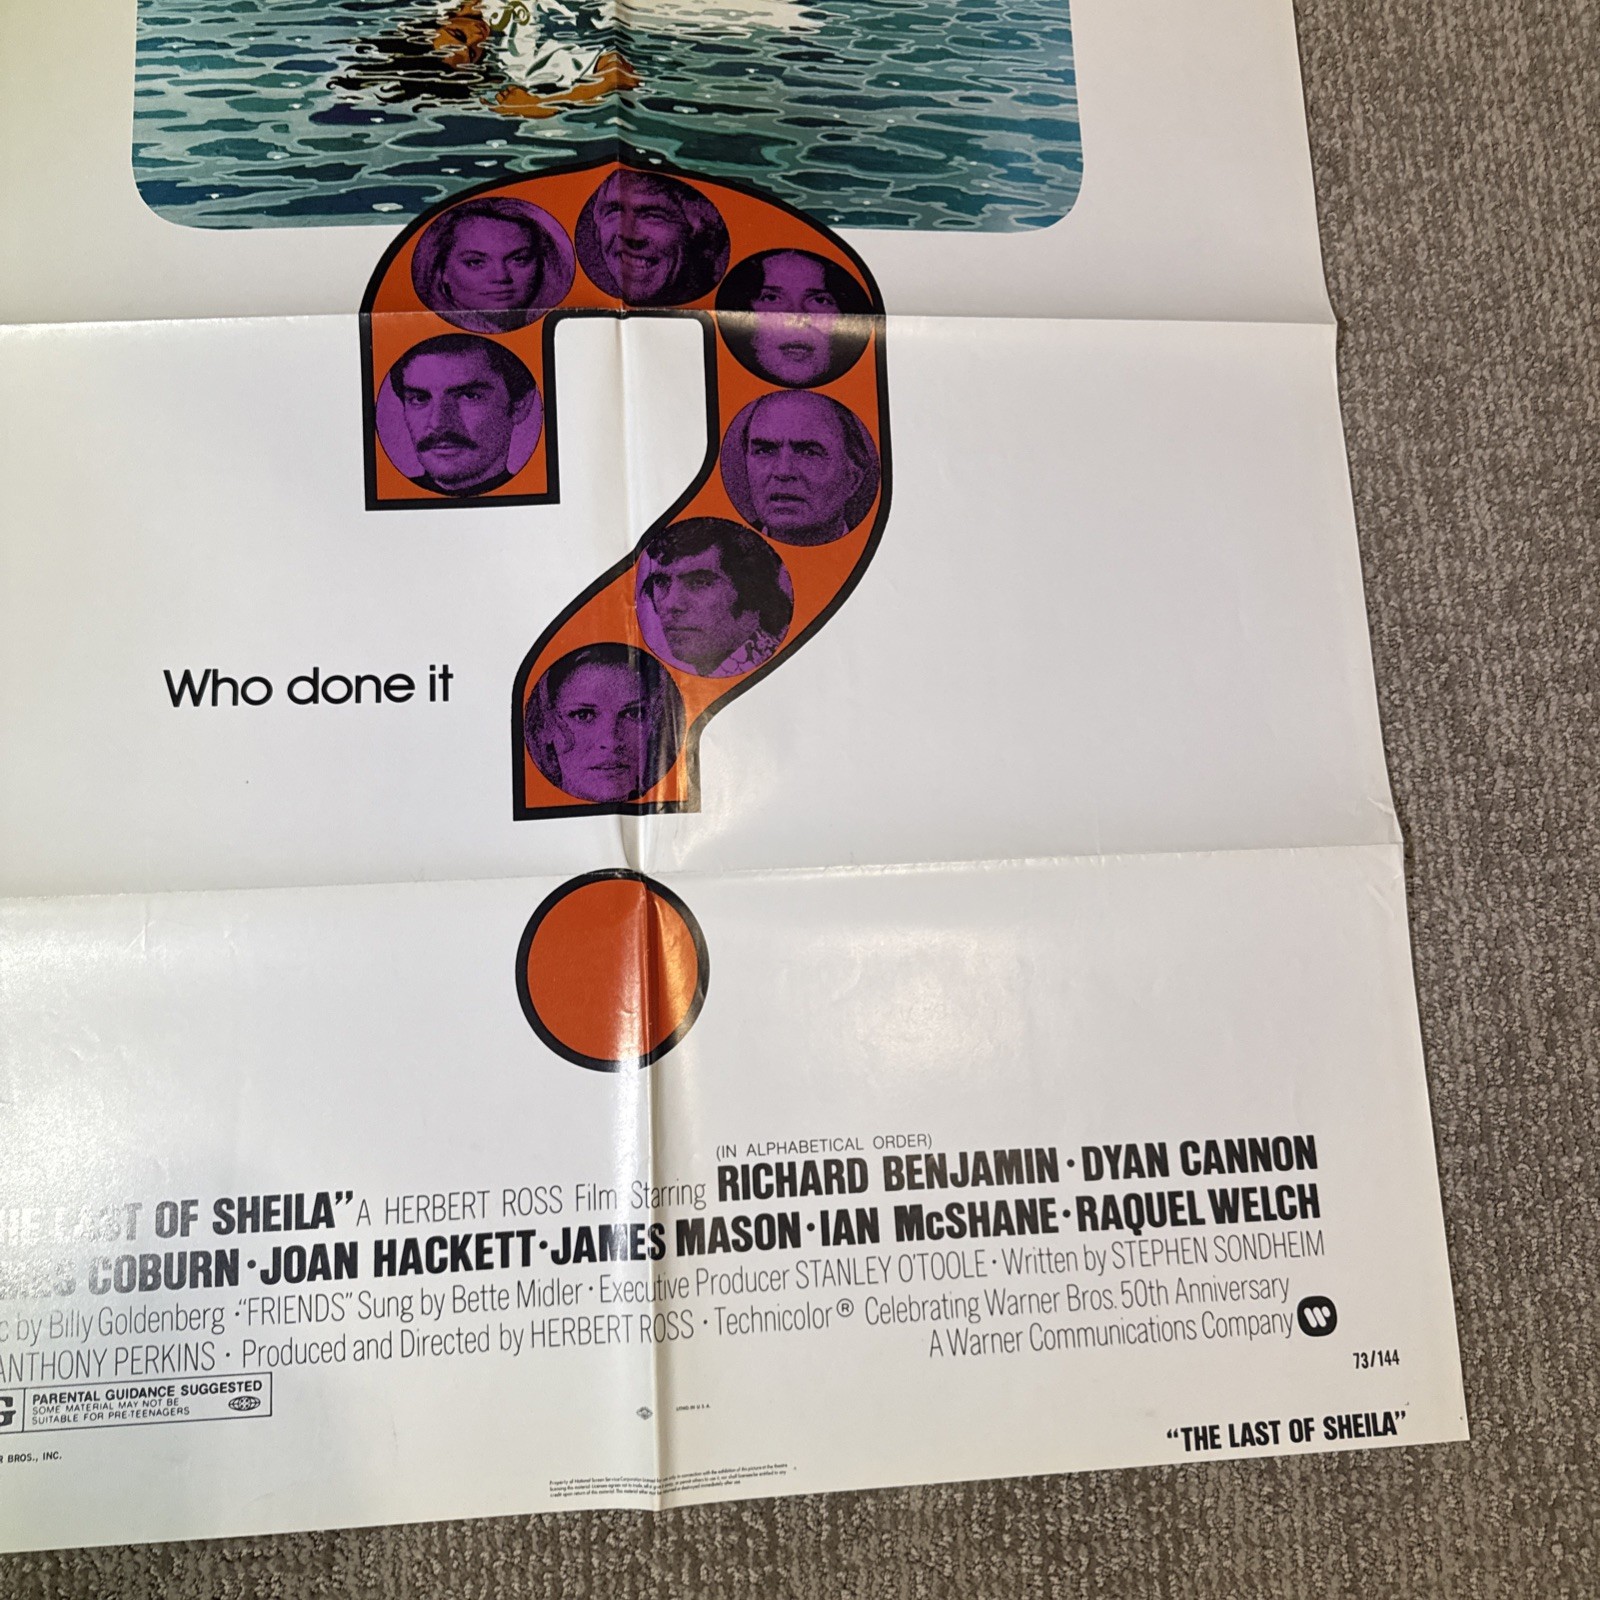 Who done it
(IN ALPHABETICAL ORDER)
LAST OF SHEILA” A HERBERT ROSS Film Starring RICHARD BENJAMIN · DYAN CANNON
COBURN · JOAN HACKETT · JAMES MASON · IAN McSHANE · RAQUEL WELCH
by Billy Goldenberg · “FRIENDS” Sung by Bette Midler · Executive Producer STANLEY O'TOOLE · Written by STEPHEN SONDHEIM
ANTHONY PERKINS · Produced and Directed by HERBERT ROSS · Technicolor® Celebrating Warner Bros. 50th Anniversary
A Warner Communications Company
73/144
PARENTAL GUIDANCE SUGGESTED
SOME MATERIAL MAY NOT BE
SUITABLE FOR PRE-TEENAGERS
LITHO IN U.S.A.
BROS., INC.
“THE LAST OF SHEILA”